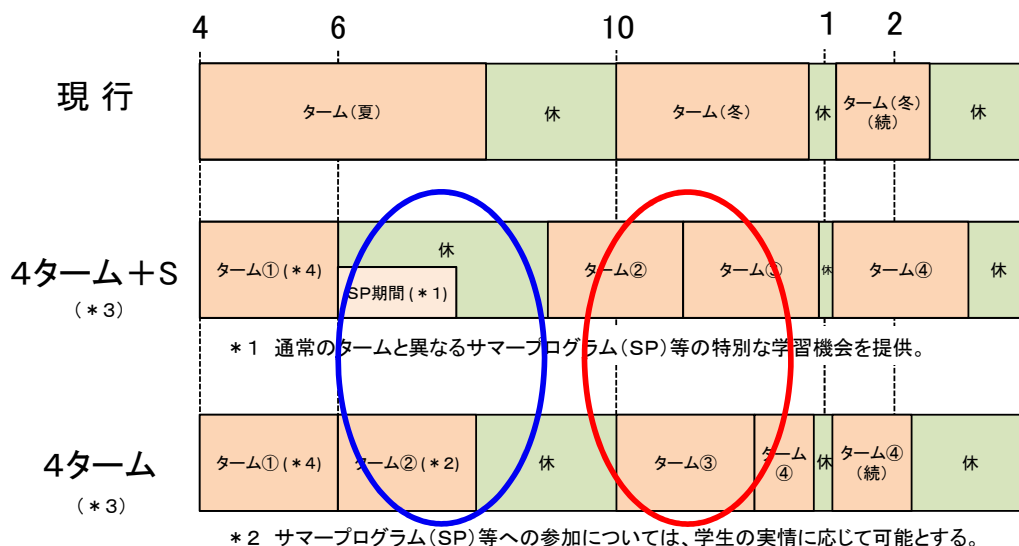 4 6 10 1 2
現 行 ターム(夏) 休 ターム(冬) 休 ターム(冬)
(続) 休
4ターム+S
(*3)
ターム①(*4) 休 SP期間(*1) ターム② ターム③ 休 ターム④ 休
*1 通常のタームと異なるサマープログラム(SP)等の特別な学習機会を提供。
4ターム
(*3)
ターム①(*4) ターム②(*2) 休 ターム③ ターム
④ 休 ターム④
(続) 休
*2 サマープログラム(SP)等への参加については、学生の実情に応じて可能とする。